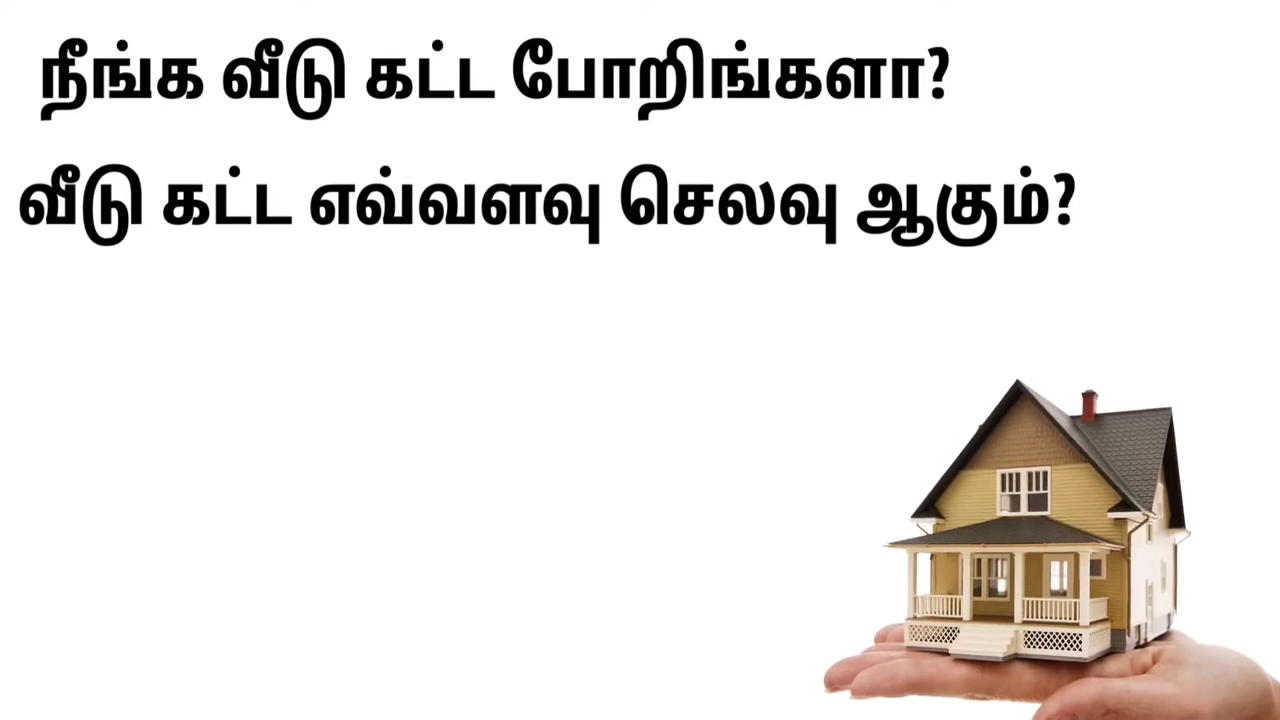 நீங்க வீடு கட்ட போறிங்களா?
வீடு கட்ட எவ்வளவு செலவு ஆகும்?